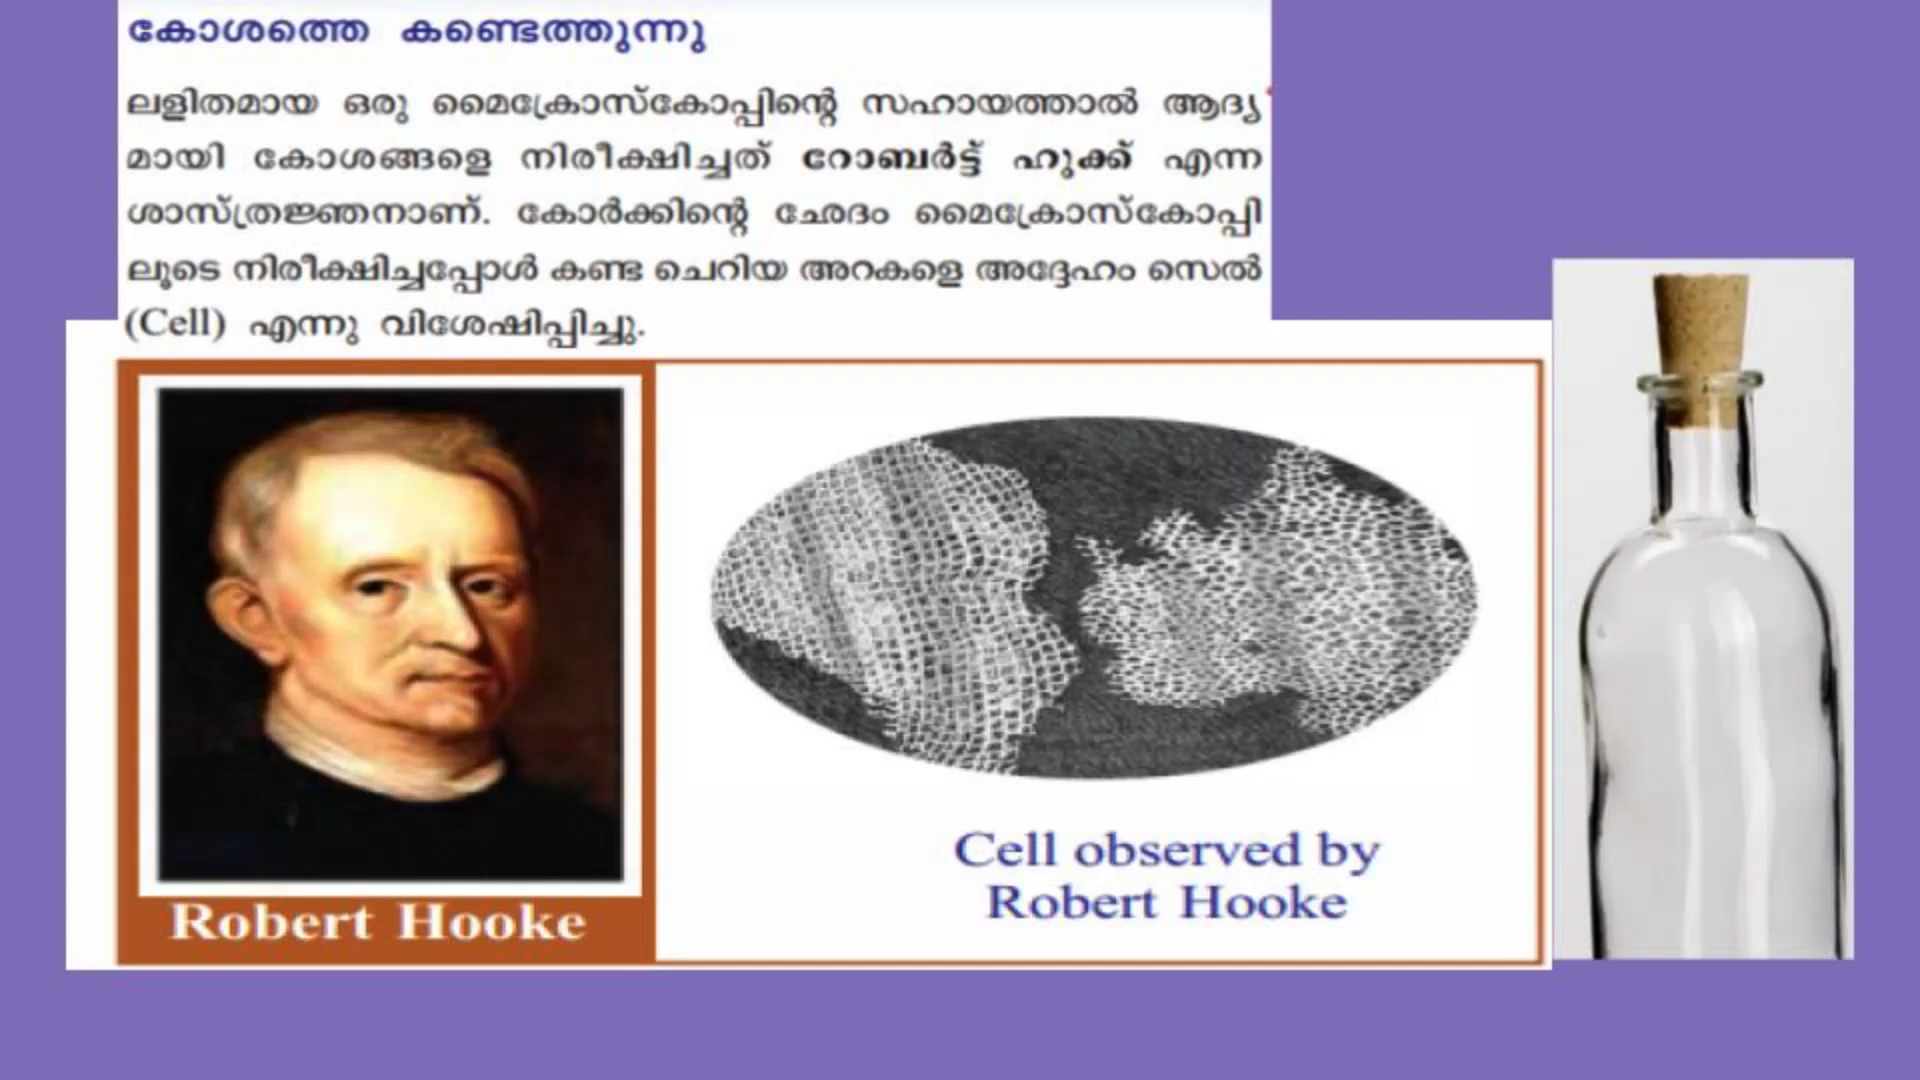 കോശത്തെ കണ്ടെത്തുന്നു
ലളിതമായ ഒരു മൈക്രോസ്കോപ്പിന്റെ സഹായത്താൽ ആദ്യ
മായി കോശങ്ങളെ നിരീക്ഷിച്ചത് റോബർട്ട് ഹുക്ക് എന്ന
ശാസ്ത്രജ്ഞനാണ്. കോർക്കിന്റെ ഛേദം മൈക്രോസ്കോപ്പി
ലൂടെ നിരീക്ഷിച്ചപ്പോൾ കണ്ട ചെറിയ അറകളെ അദ്ദേഹം സെൽ
(Cell) എന്നു വിശേഷിപ്പിച്ചു.
Robert Hooke
Cell observed by
Robert Hooke